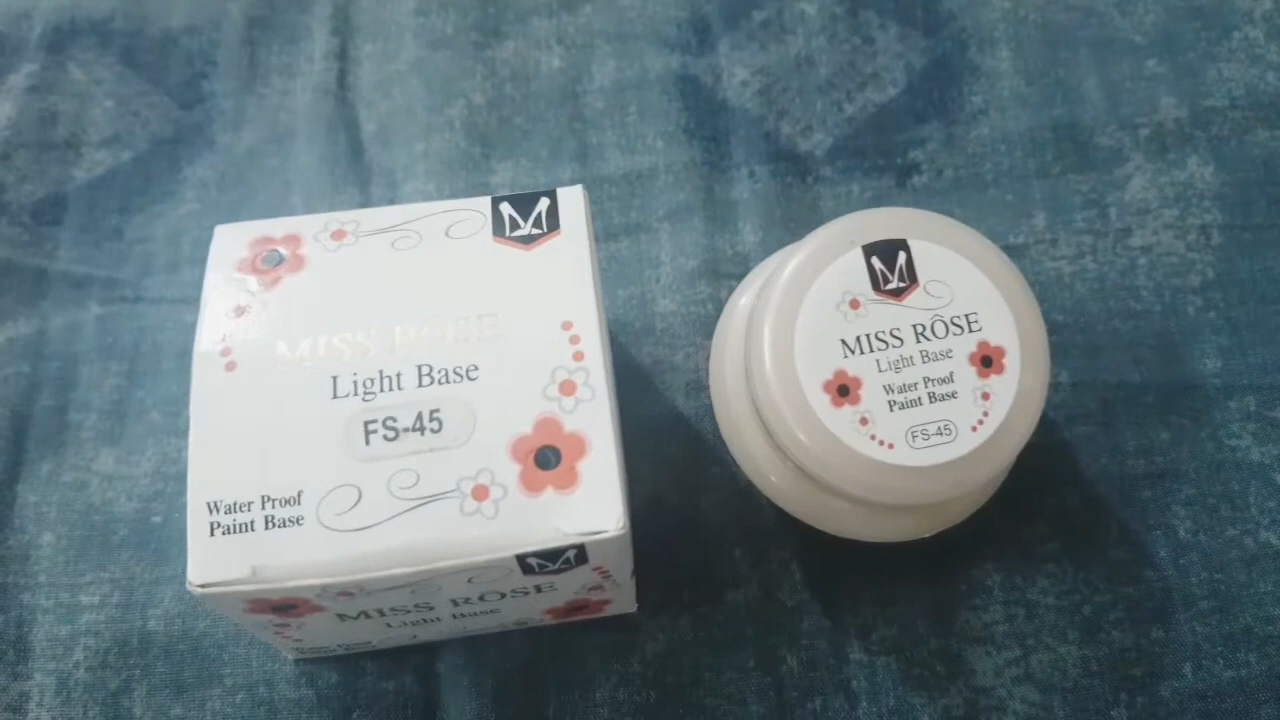 MISS ROSE
Light Base
FS-45
Water Proof
Paint Base
MISS ROSE
Light Base
MISS RÔSE
Light Base
Water Proof
Paint Base
FS-45